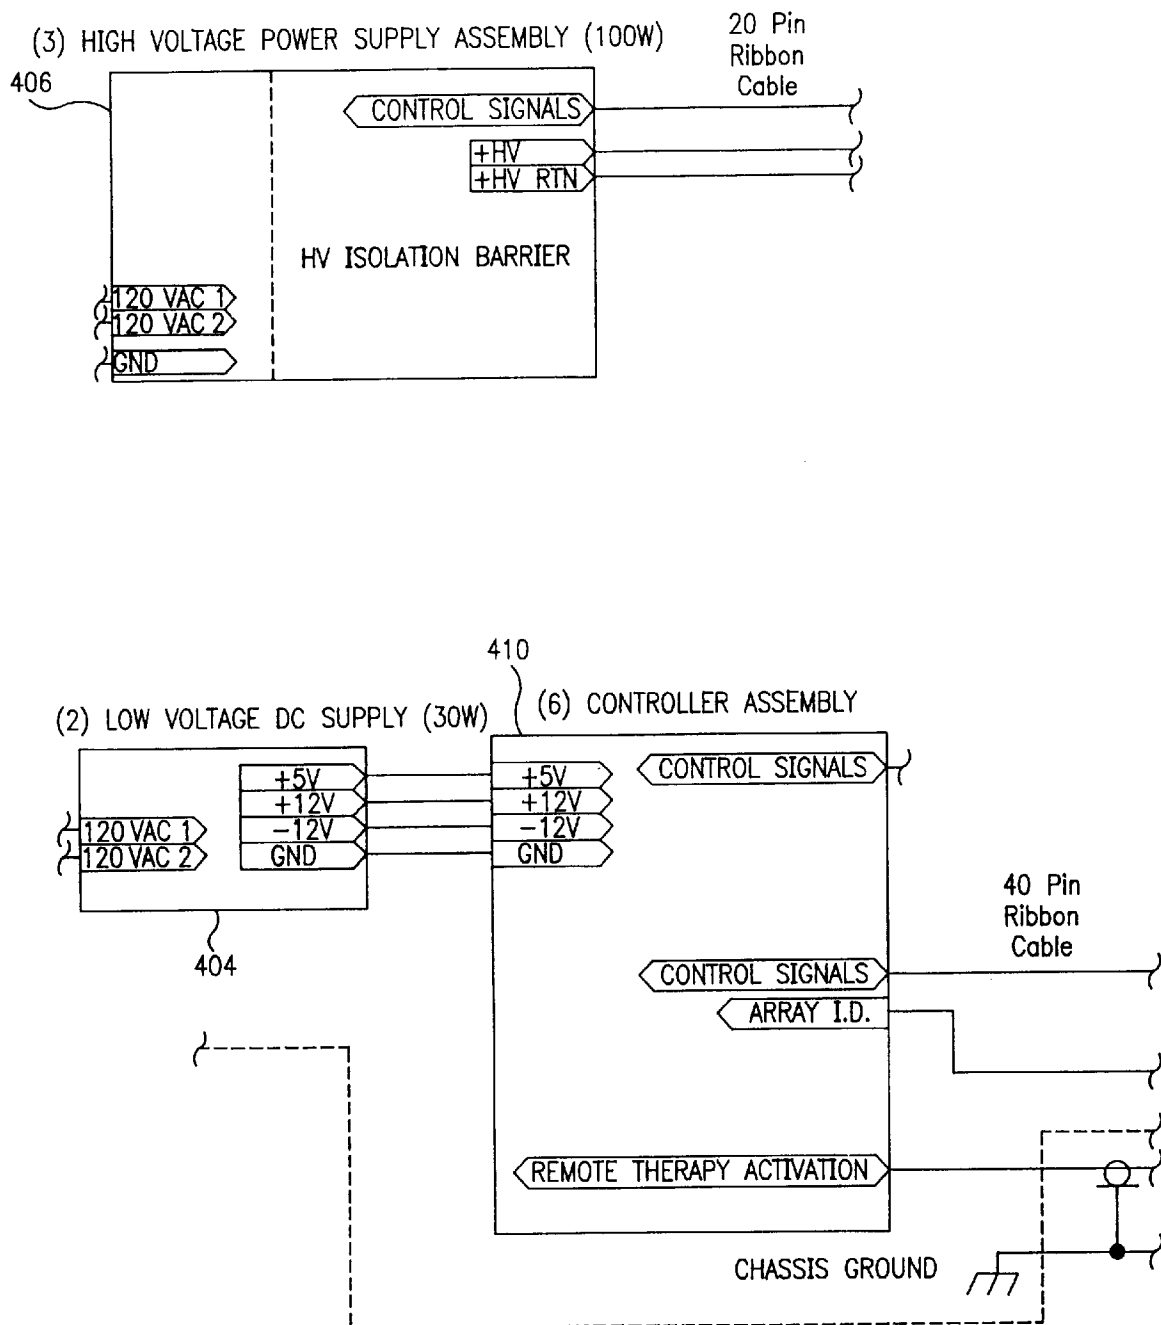 (3) HIGH VOLTAGE POWER SUPPLY ASSEMBLY (100W)
20 Pin
Ribbon
Cable
406
CONTROL SIGNALS
+HV
+HV RTN
HV ISOLATION BARRIER
120 VAC 1
120 VAC 2
GND
410
(2) LOW VOLTAGE DC SUPPLY (30W)
(6) CONTROLLER ASSEMBLY
+5V
+12V
-12V
GND
120 VAC 1
120 VAC 2
404
+5V
+12V
-12V
GND
CONTROL SIGNALS
40 Pin
Ribbon
Cable
CONTROL SIGNALS
ARRAY I.D.
REMOTE THERAPY ACTIVATION
CHASSIS GROUND